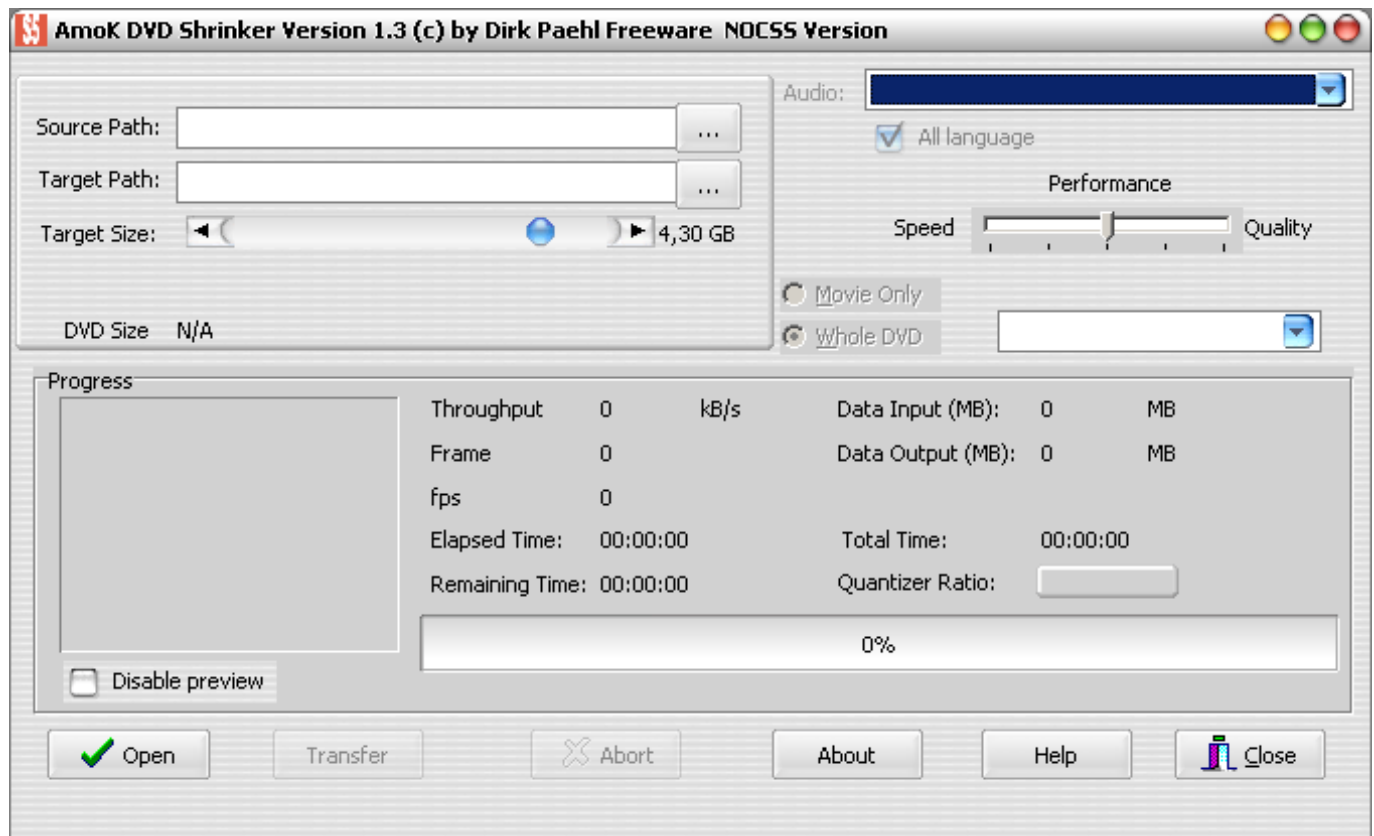 AmoK DVD Shrinker Version 1.3 (c) by Dirk Paehl Freeware NOCSS Version
Source Path: ...
Target Path: ...
Target Size: 4,30 GB
DVD Size N/A
Audio:
All language
Performance
Speed Quality
Movie Only
Whole DVD
Progress
Throughput 0 kB/s Data Input (MB): 0 MB
Frame 0 Data Output (MB): 0 MB
fps 0
Elapsed Time: 00:00:00 Total Time: 00:00:00
Remaining Time: 00:00:00 Quantizer Ratio:
0%
Disable preview
Open Transfer Abort About Help Close